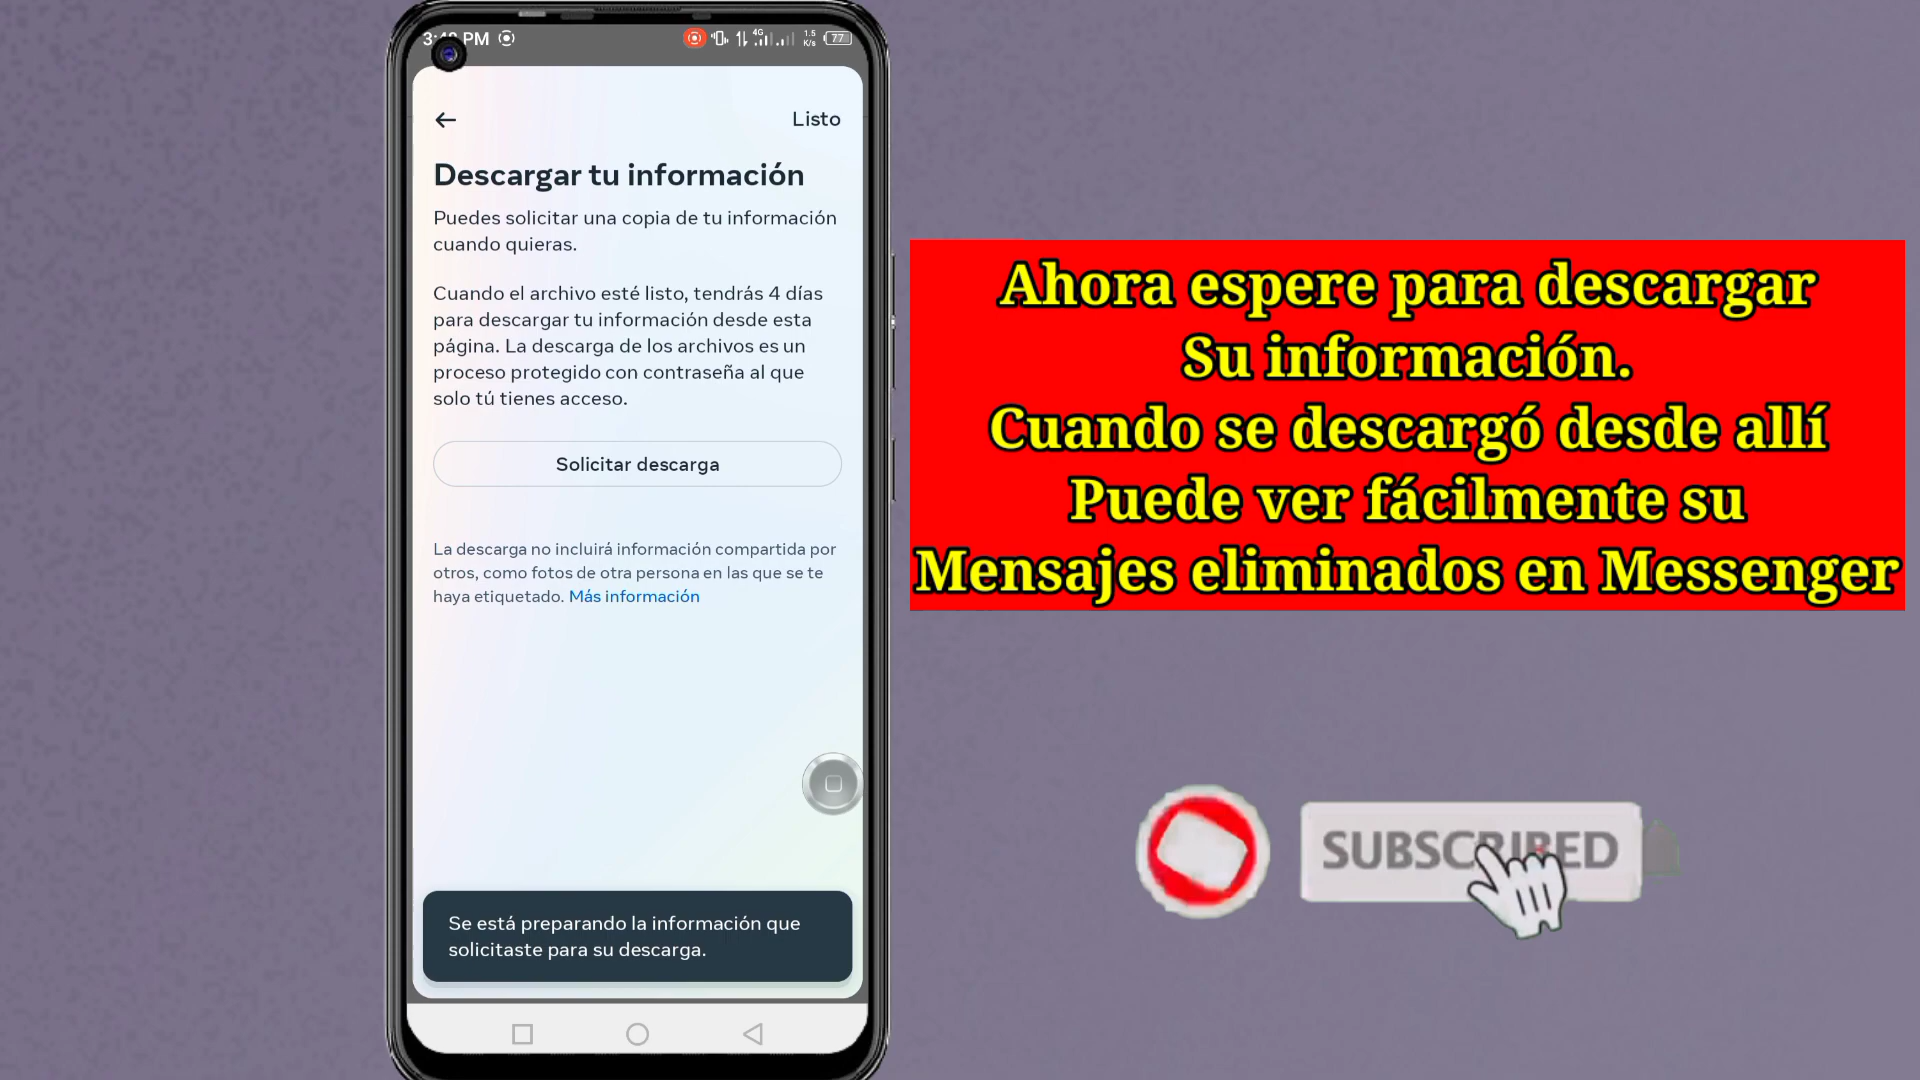 PM
4G
1.5
K/s
77
Listo
Descargar tu información
Puedes solicitar una copia de tu información
cuando quieras.
Cuando el archivo esté listo, tendrás 4 días
para descargar tu información desde esta
página. La descarga de los archivos es un
proceso protegido con contraseña al que
solo tú tienes acceso.
Solicitar descarga
La descarga no incluirá información compartida por
otros, como fotos de otra persona en las que se te
haya etiquetado. Más información
Se está preparando la información que
solicitaste para su descarga.
Ahora espere para descargar
Su información.
Cuando se descargó desde allí
Puede ver fácilmente su
Mensajes eliminados en Messenger
SUBSCRIBED